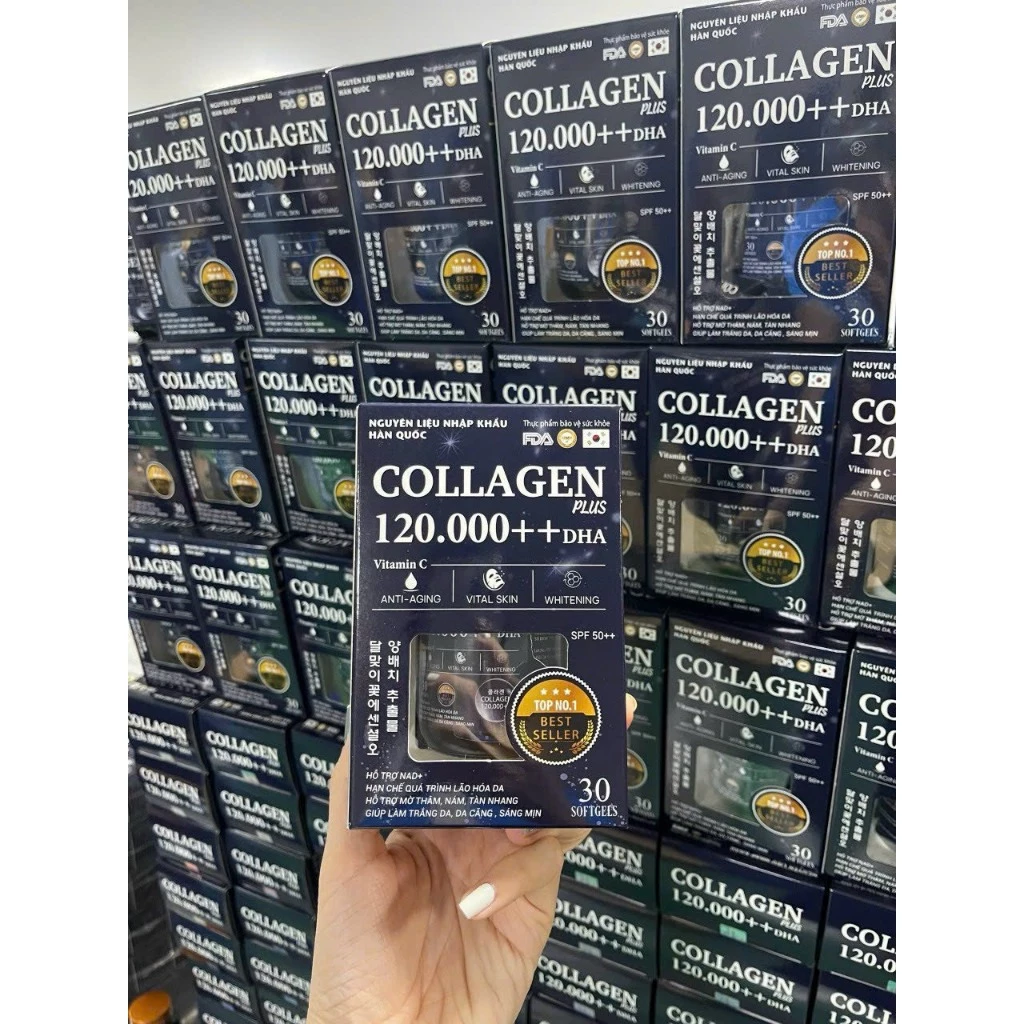 NGUYÊN LIỆU NHẬP KHẨU
HÀN QUỐC
Thực phẩm bảo vệ sức khỏe
FDA
COLLAGEN
PLUS
120.000++DHA
Vitamin C
ANTI-AGING
VITAL SKIN
WHITENING
SPF 50++
양배치 추출물
달맞이꽃에센셜오
TOP NO.1
BEST
SELLER
HỖ TRỢ NAD+
HẠN CHẾ QUÁ TRÌNH LÃO HÓA DA
HỖ TRỢ MỜ THÂM, NÁM, TÀN NHANG
GIÚP LÀM TRẮNG DA, DA CĂNG , SÁNG MỊN
30
SOFTGELS